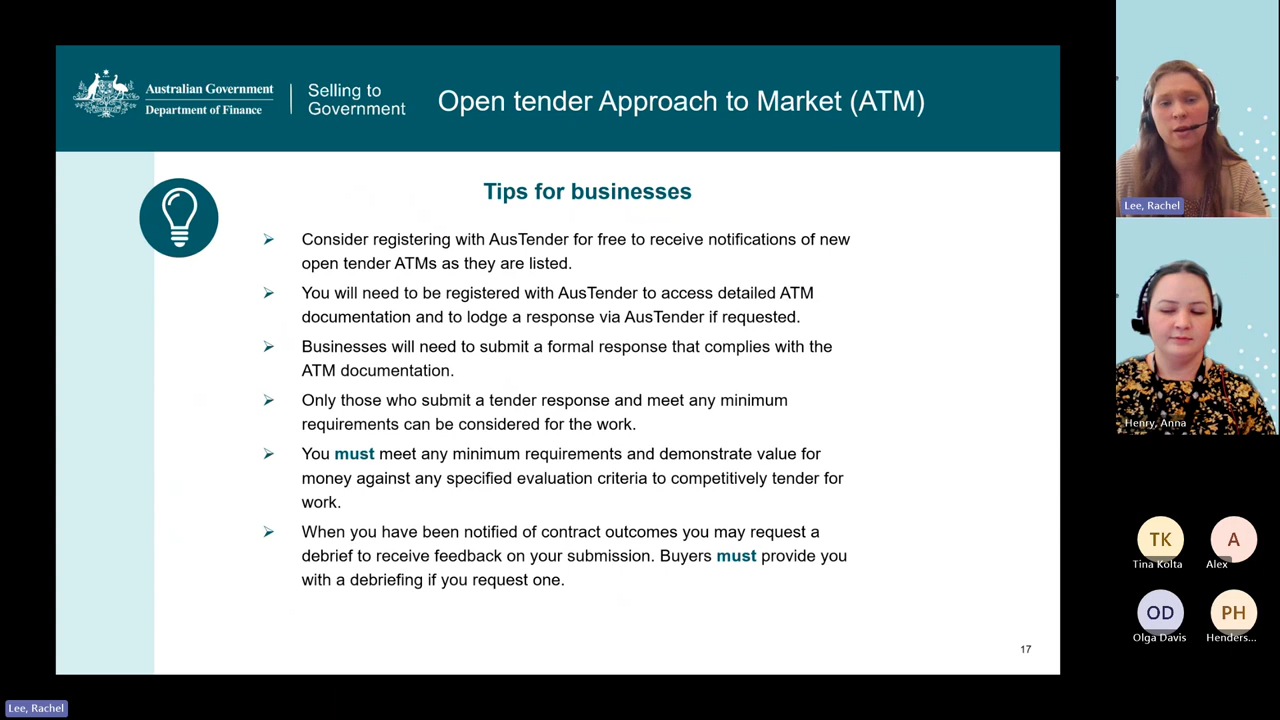 Australian Government
Department of Finance
Selling to
Government
Open tender Approach to Market (ATM)
Tips for businesses
Consider registering with AusTender for free to receive notifications of new
open tender ATMs as they are listed.
You will need to be registered with AusTender to access detailed ATM
documentation and to lodge a response via AusTender if requested.
Businesses will need to submit a formal response that complies with the
ATM documentation.
Only those who submit a tender response and meet any minimum
requirements can be considered for the work.
You must meet any minimum requirements and demonstrate value for
money against any specified evaluation criteria to competitively tender for
work.
When you have been notified of contract outcomes you may request a
debrief to receive feedback on your submission. Buyers must provide you
with a debriefing if you request one.
17
Lee, Rachel
Henry, Anna
TK
Tina Kolta
A
Alex
OD
Olga Davis
PH
Henders...
Lee, Rachel